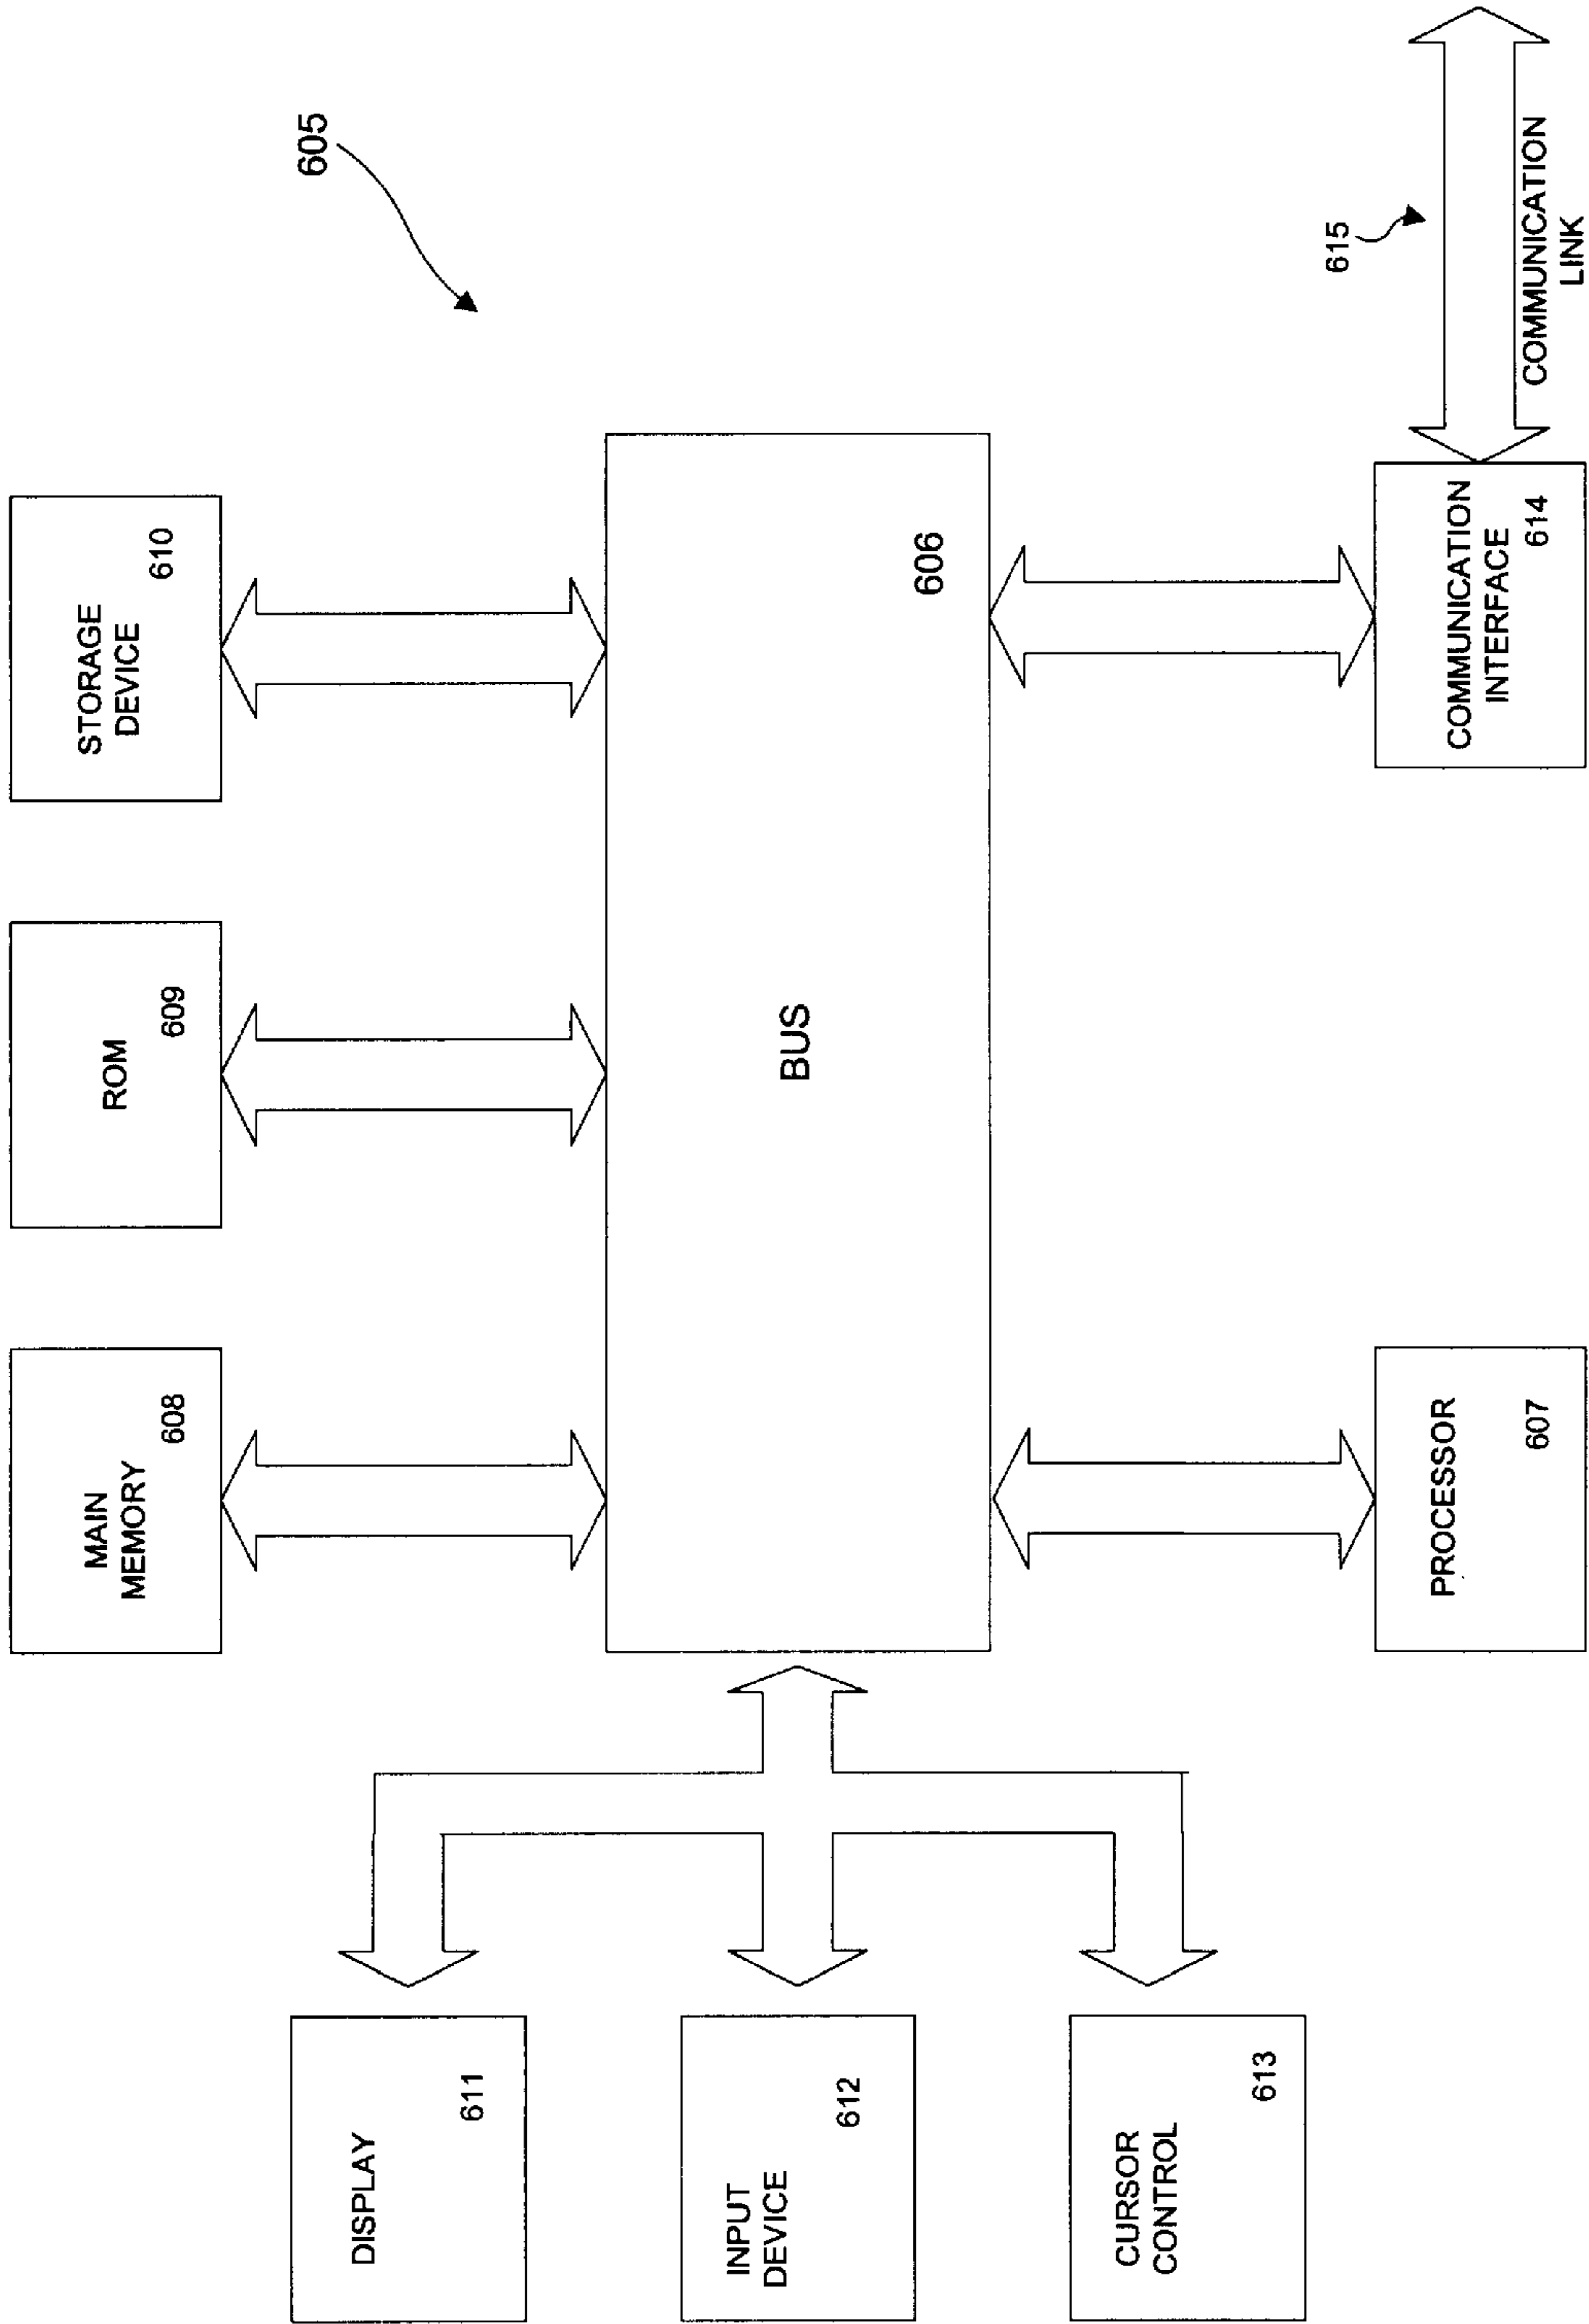 605
MAIN
MEMORY
608
ROM
609
STORAGE
DEVICE
610
DISPLAY
611
INPUT
DEVICE
612
BUS
606
CURSOR
CONTROL
613
PROCESSOR
607
COMMUNICATION
INTERFACE
614
615
COMMUNICATION
LINK